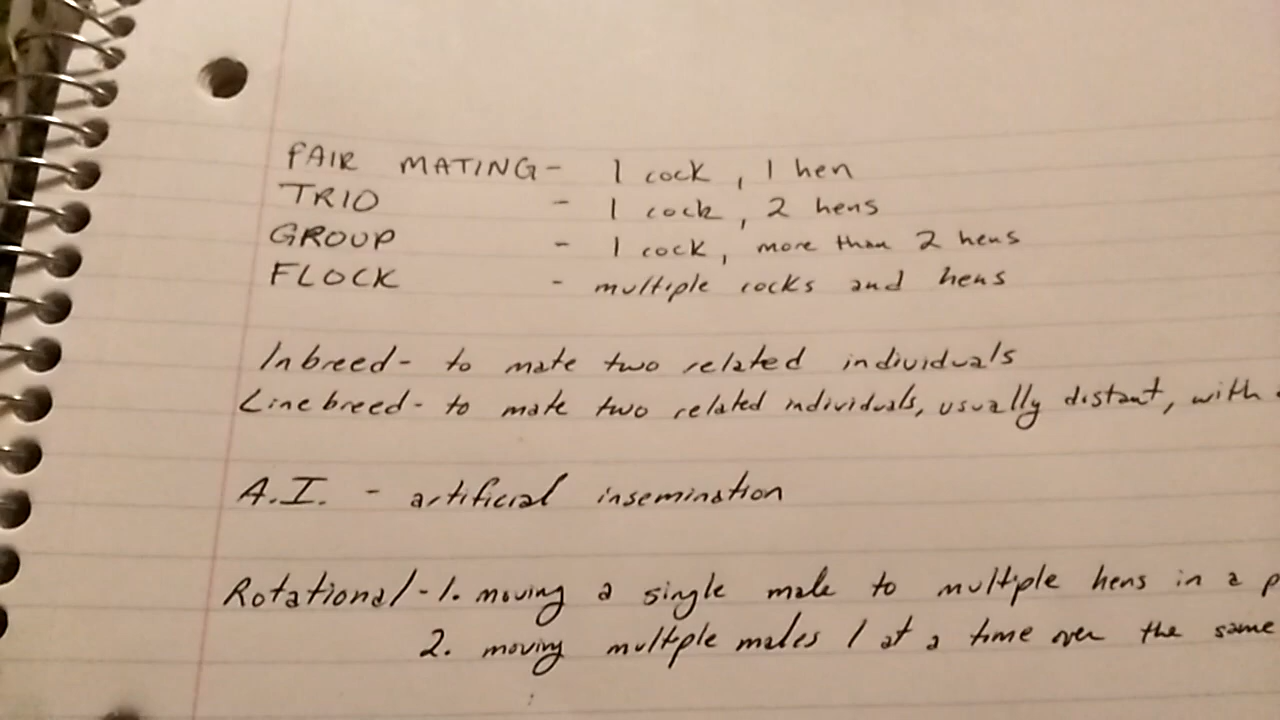 PAIR MATING - 1 cock, 1 hen
TRIO - 1 cock, 2 hens
GROUP - 1 cock, more than 2 hens
FLOCK - multiple cocks and hens
Inbreed - to mate two related individuals
Linebreed - to mate two related individuals, usually distant, with
A.I. - artificial insemination
Rotational - 1. moving a single male to multiple hens in a p
2. moving multiple males 1 at a time over the same